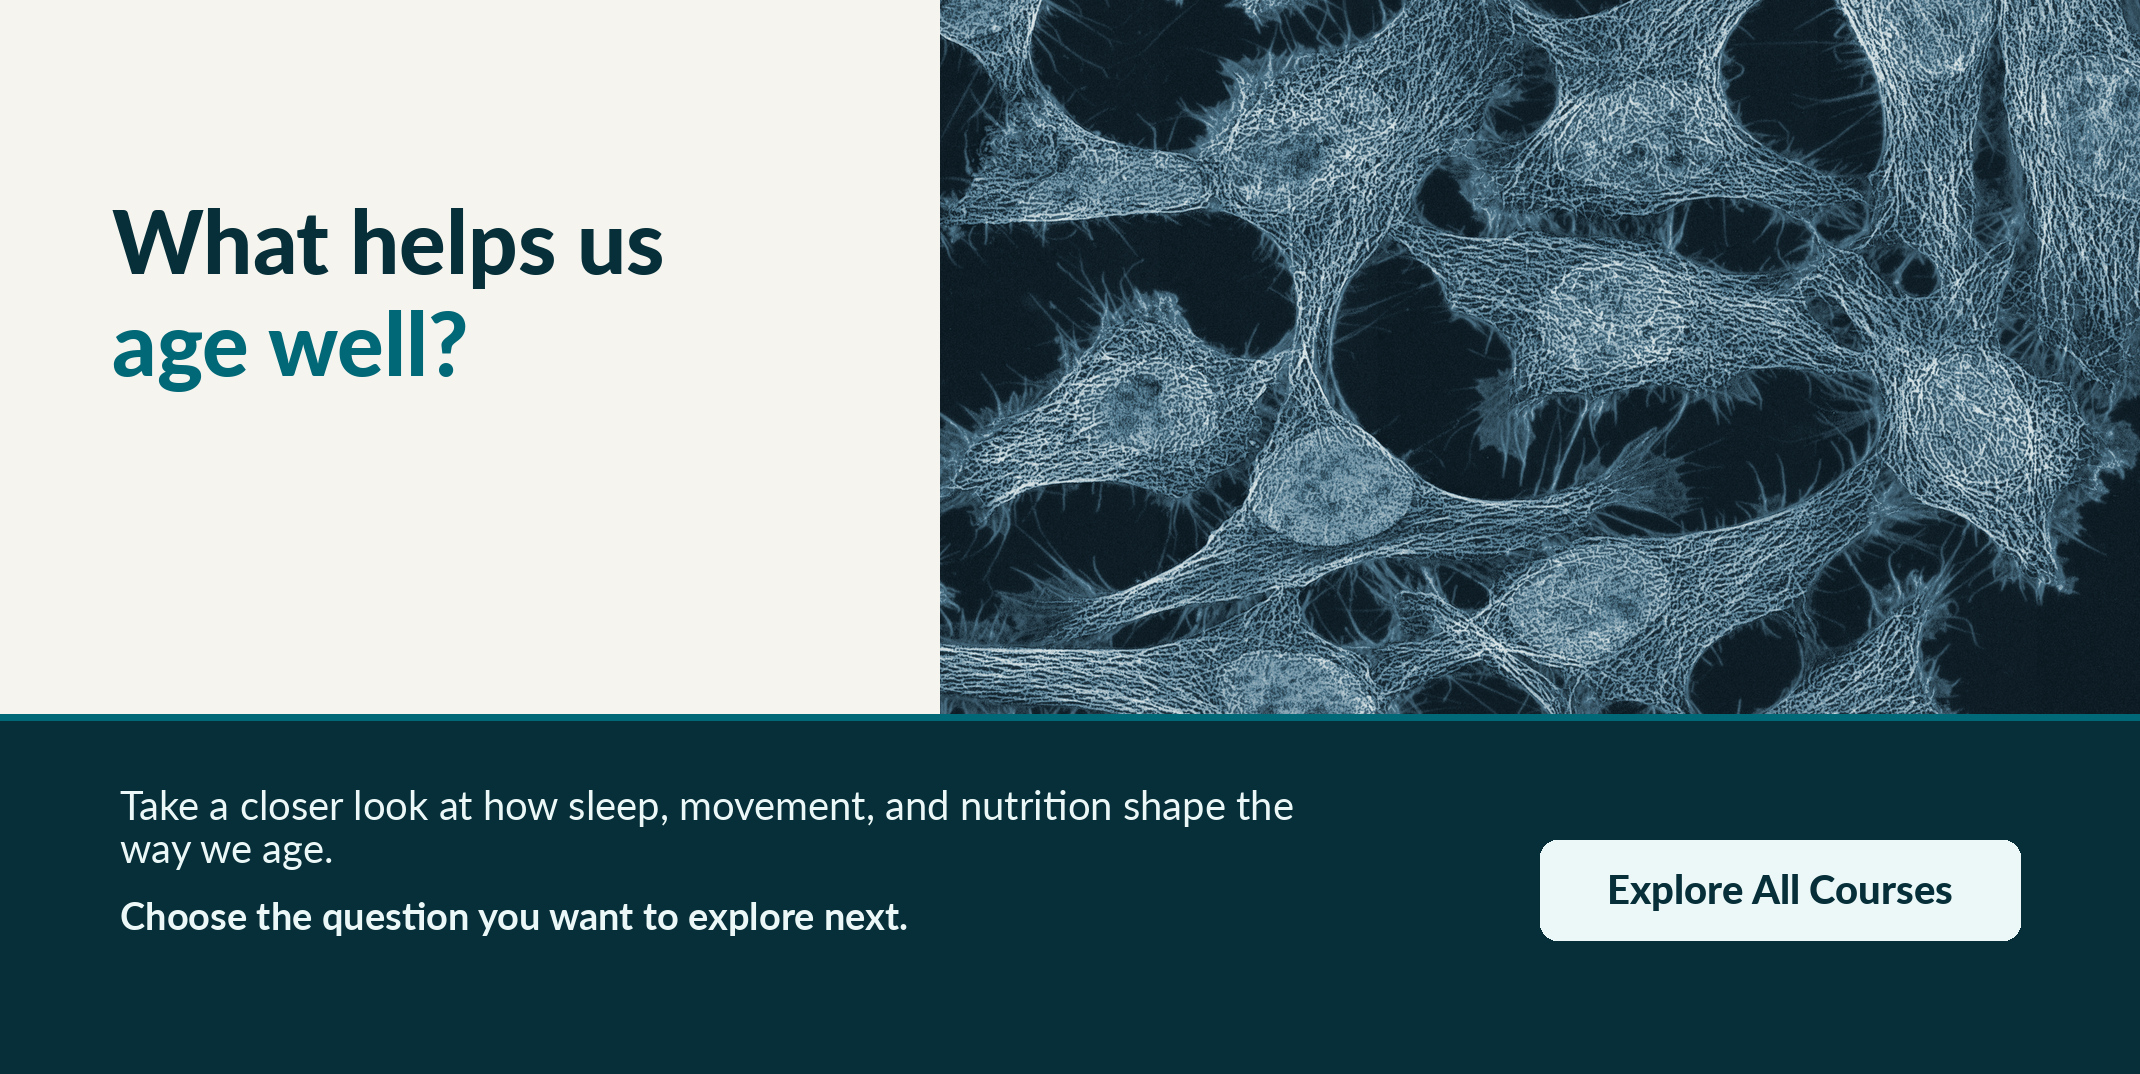 What helps us
age well?
Take a closer look at how sleep, movement, and nutrition shape the
way we age.
Choose the question you want to explore next.
Explore All Courses